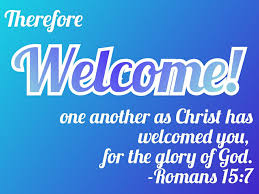 Therefore
Welcome!
one another as Christ has
welcomed you,
for the glory of God.
-Romans 15:7